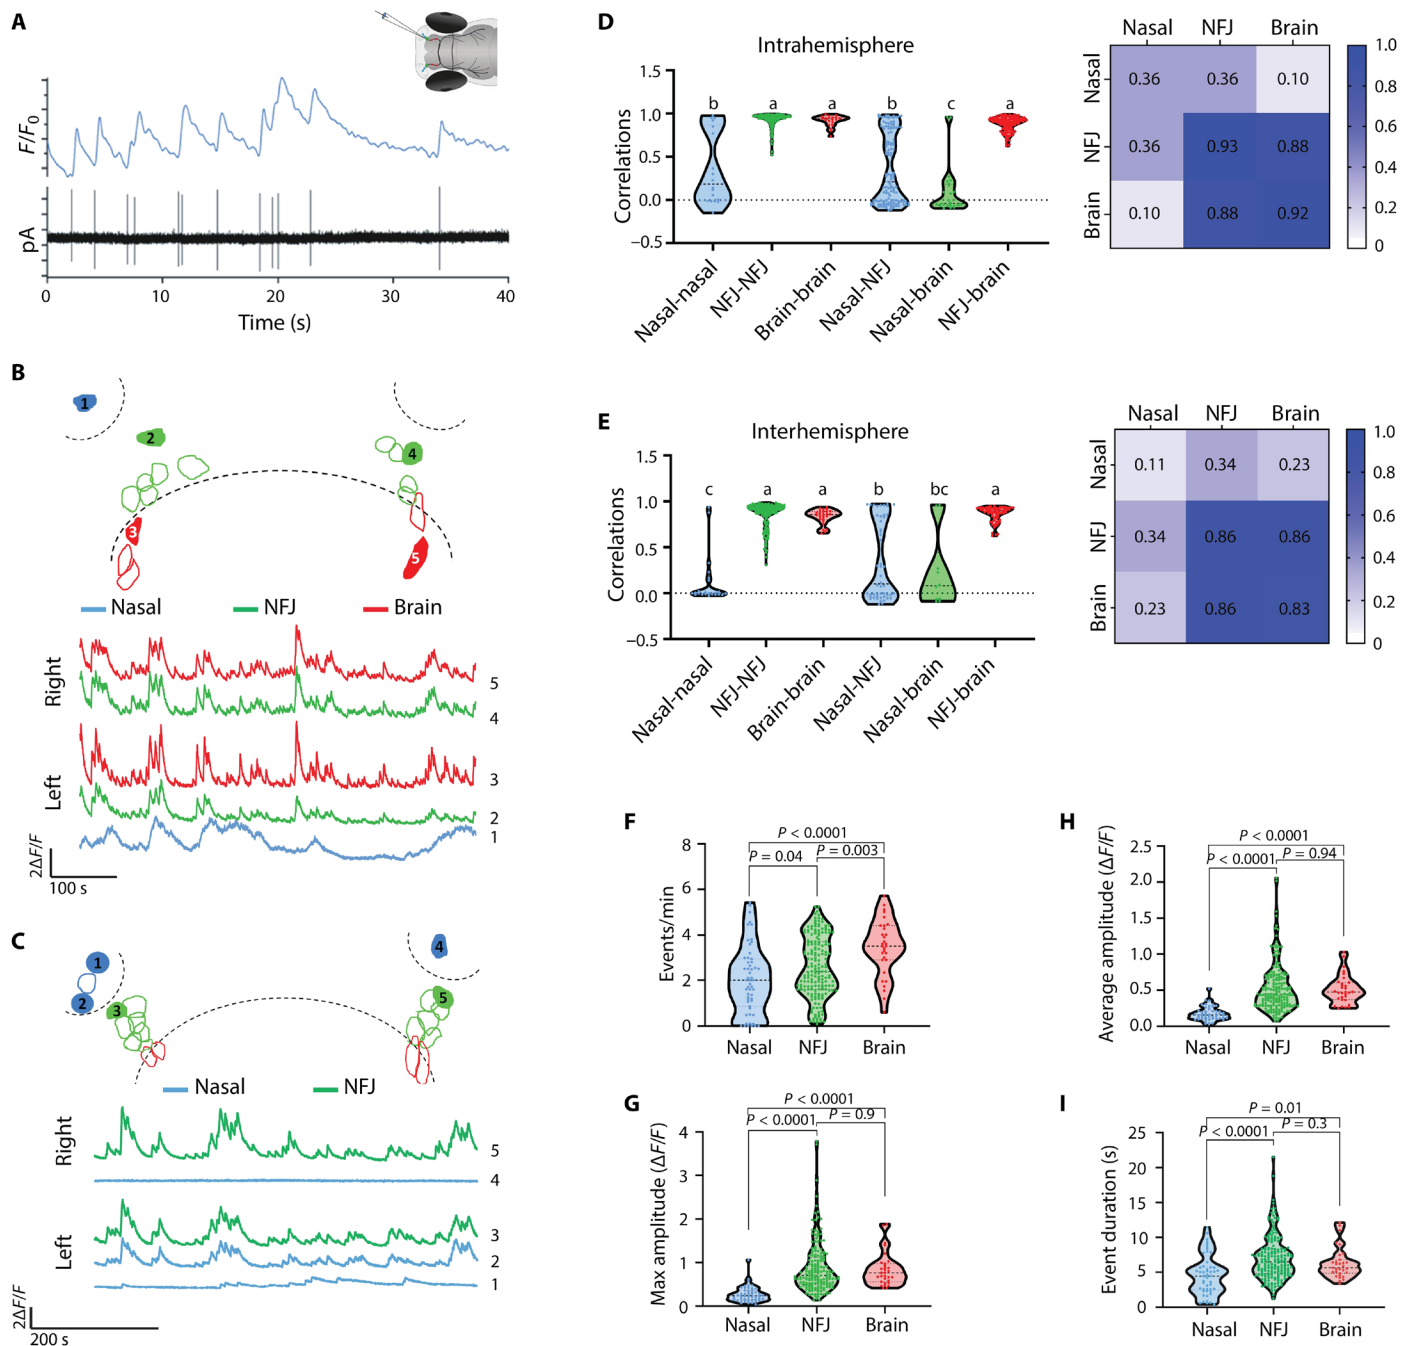 A
F/F0
pA
0 10 20 30 40
Time (s)
B
1
2
4
3
5
Nasal NFJ Brain
Right
5
4
Left
3
2
1
2ΔF/F
100 s
C
1
4
2
3
5
Nasal NFJ
Right
5
4
Left
3
2
1
2ΔF/F
200 s
D
Intrahemisphere
Correlations
1.5
1.0
0.5
0.0
−0.5
b a a b c a
Nasal-nasal
NFJ-NFJ
Brain-brain
Nasal-NFJ
Nasal-brain
NFJ-brain
Nasal NFJ Brain
Nasal 0.36 0.36 0.10
NFJ 0.36 0.93 0.88
Brain 0.10 0.88 0.92
1.0
0.8
0.6
0.4
0.2
0
E
Interhemisphere
Correlations
1.5
1.0
0.5
0.0
−0.5
c a a b bc a
Nasal-nasal
NFJ-NFJ
Brain-brain
Nasal-NFJ
Nasal-brain
NFJ-brain
Nasal NFJ Brain
Nasal 0.11 0.34 0.23
NFJ 0.34 0.86 0.86
Brain 0.23 0.86 0.83
1.0
0.8
0.6
0.4
0.2
0
F
P < 0.0001
P = 0.04 P = 0.003
Events/min
8
6
4
2
0
Nasal NFJ Brain
G
P < 0.0001
P < 0.0001 P = 0.9
Max amplitude (ΔF/F)
4
3
2
1
0
Nasal NFJ Brain
H
P < 0.0001
P < 0.0001 P = 0.94
Average amplitude (ΔF/F)
2.5
2.0
1.5
1.0
0.5
0.0
Nasal NFJ Brain
I
P = 0.01
P < 0.0001 P = 0.3
Event duration (s)
25
20
15
10
5
0
Nasal NFJ Brain